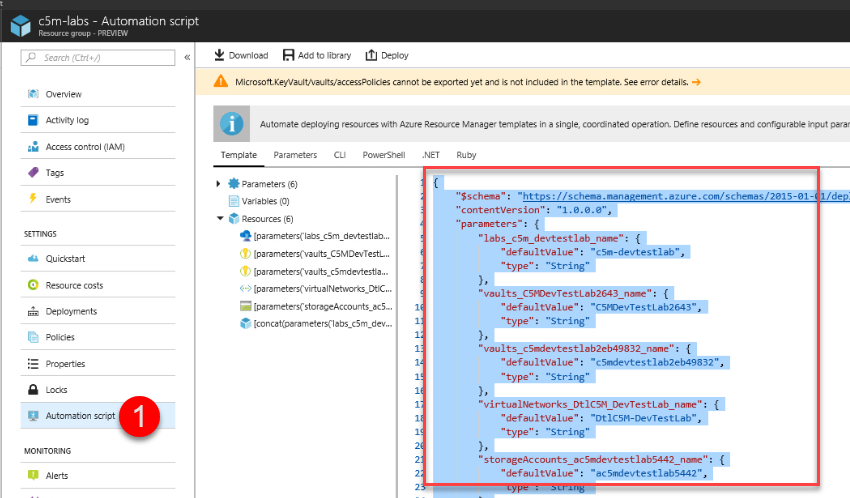 c5m-labs - Automation script
Resource group - PREVIEW
Search (Ctrl+/)
«
Overview
Activity log
Access control (IAM)
Tags
Events
SETTINGS
Quickstart
Resource costs
Deployments
Policies
Properties
Locks
Automation script
1
MONITORING
Alerts
Download
Add to library
Deploy
Microsoft.KeyVault/vaults/accessPolicies cannot be exported yet and is not included in the template. See error details. →
Automate deploying resources with Azure Resource Manager templates in a single, coordinated operation. Define resources and configurable input param
Template Parameters CLI PowerShell .NET Ruby
Parameters (6)
Variables (0)
Resources (6)
[parameters('labs_c5m_devtestlab...
[parameters('vaults_C5MDevTestL...
[parameters('vaults_c5mdevtestla...
[parameters('virtualNetworks_DtlC...
[parameters('storageAccounts_ac5...
[concat(parameters('labs_c5m_dev...
1 {
2 "$schema": "https://schema.management.azure.com/schemas/2015-01-01/depl
3 "contentVersion": "1.0.0.0",
4 "parameters": {
5 "labs_c5m_devtestlab_name": {
6 "defaultValue": "c5m-devtestlab",
7 "type": "String"
8 },
9 "vaults_C5MDevTestLab2643_name": {
10 "defaultValue": "C5MDevTestLab2643",
11 "type": "String"
12 },
13 "vaults_c5mdevtestlab2eb49832_name": {
14 "defaultValue": "c5mdevtestlab2eb49832",
15 "type": "String"
16 },
17 "virtualNetworks_DtlC5M_DevTestLab_name": {
18 "defaultValue": "DtlC5M-DevTestLab",
19 "type": "String"
20 },
21 "storageAccounts_ac5mdevtestlab5442_name": {
22 "defaultValue": "ac5mdevtestlab5442",
23 "type": "String"